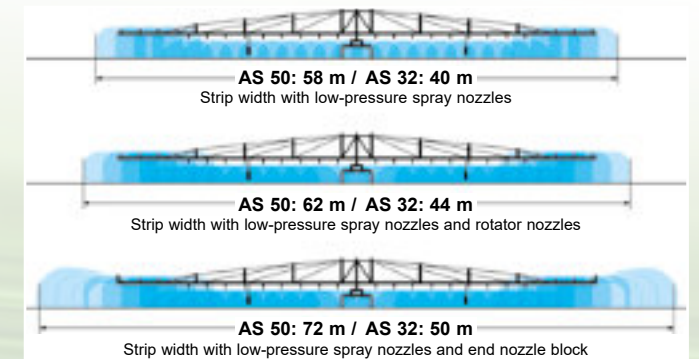 AS 50: 58 m / AS 32: 40 m
Strip width with low-pressure spray nozzles
AS 50: 62 m / AS 32: 44 m
Strip width with low-pressure spray nozzles and rotator nozzles
AS 50: 72 m / AS 32: 50 m
Strip width with low-pressure spray nozzles and end nozzle block